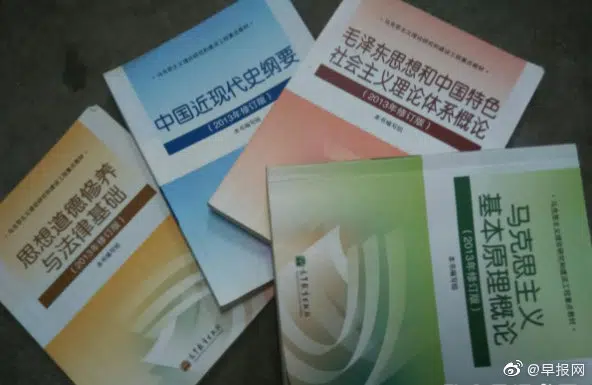 马克思主义理论研究和建设工程重点教材
思想道德修养
与法律基础
(2013年修订版)
本书编写组
高等教育出版社
马克思主义理论研究和建设工程重点教材
中国近现代史纲要
(2013年修订版)
本书编写组
马克思主义理论研究和建设工程重点教材
毛泽东思想和中国特色
社会主义理论体系概论
(2013年修订版)
本书编写组
马克思主义理论研究和建设工程重点教材
马克思主义
基本原理概论
(2013年修订版)
本书编写组
高等教育出版社
@早报网